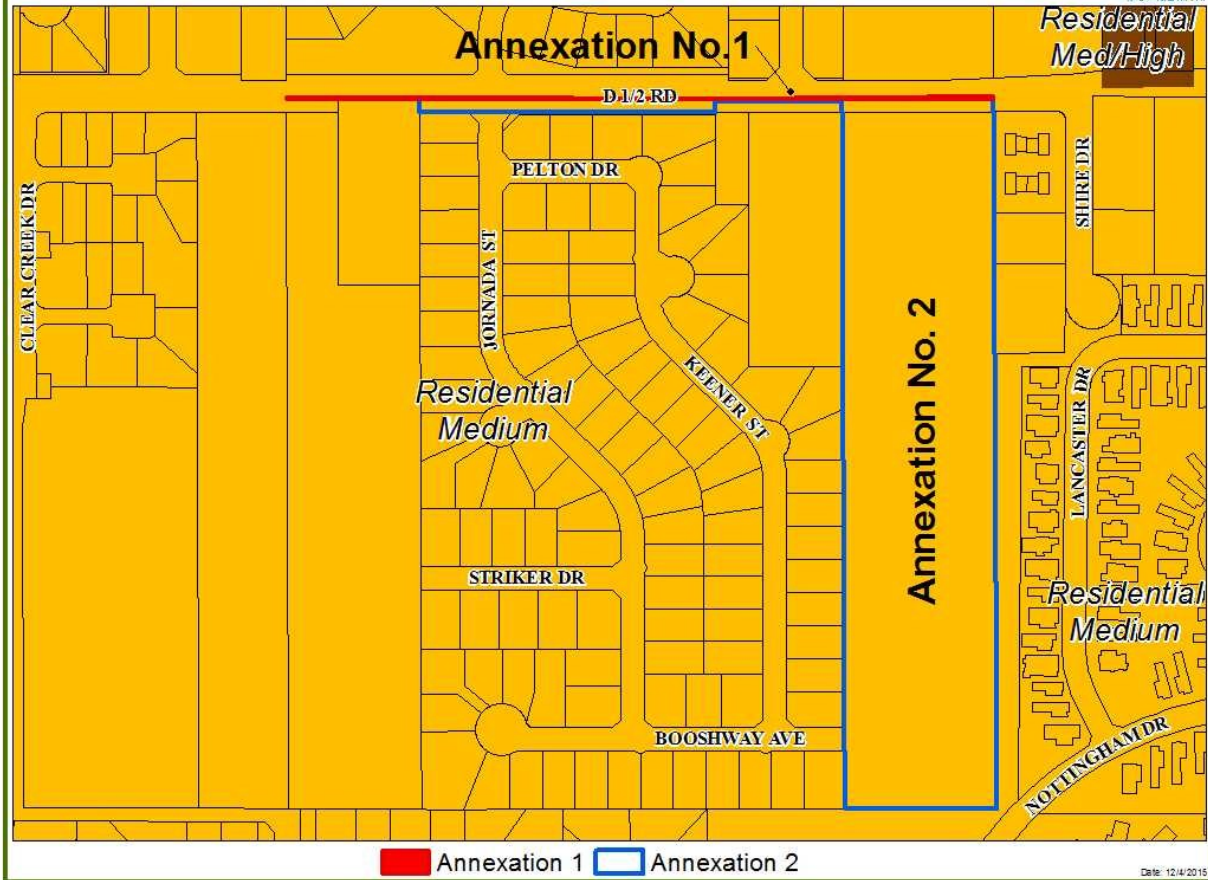 Annexation No.1
Residential
Med/High
D 1/2 RD
PELTON DR
SHIRE DR
CLEAR CREEK DR
JORNADA ST
KEENER ST
Annexation No. 2
LANCASTER DR
Residential
Medium
STRIKER DR
Residential
Medium
BOOSHWAY AVE
NOTTINGHAM DR
Annexation 1
Annexation 2
Date: 12/4/2015